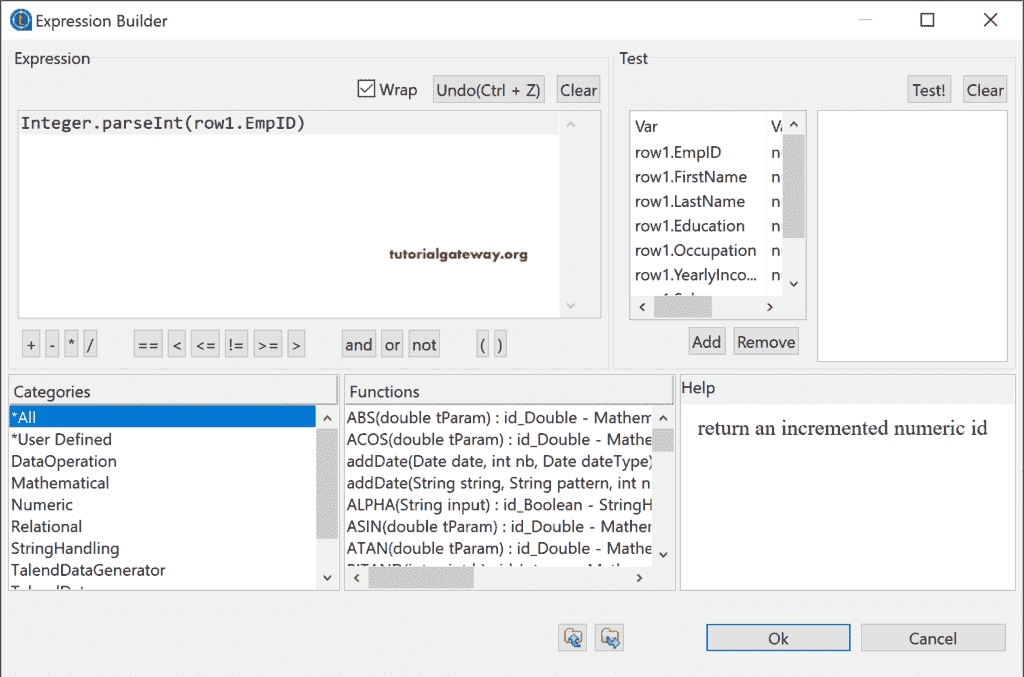 Expression Builder
Expression
Wrap Undo(Ctrl + Z) Clear
Integer.parseInt(row1.EmpID)
tutorialgateway.org
+ - * / == < <= != >= > and or not ( )
Test
Test! Clear
Var
row1.EmpID n
row1.FirstName n
row1.LastName n
row1.Education n
row1.Occupation n
row1.YearlyInco... n
Add Remove
Categories
*All
*User Defined
DataOperation
Mathematical
Numeric
Relational
StringHandling
TalendDataGenerator
Functions
ABS(double tParam) : id_Double - Mathem
ACOS(double tParam) : id_Double - Mathe
addDate(Date date, int nb, Date dateType)
addDate(String string, String pattern, int n
ALPHA(String input) : id_Boolean - StringH
ASIN(double tParam) : id_Double - Mather
ATAN(double tParam) : id_Double - Mathe
Help
return an incremented numeric id
Ok Cancel